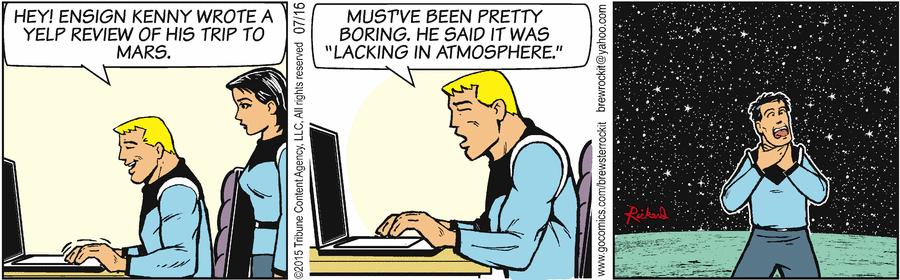 HEY! ENSIGN KENNY WROTE A
YELP REVIEW OF HIS TRIP TO
MARS.
©2015 Tribune Content Agency, LLC, All rights reserved 07/16
MUST'VE BEEN PRETTY
BORING. HE SAID IT WAS
"LACKING IN ATMOSPHERE."
www.gocomics.com/brewsterrockit brewrockit@yahoo.com
Rickard